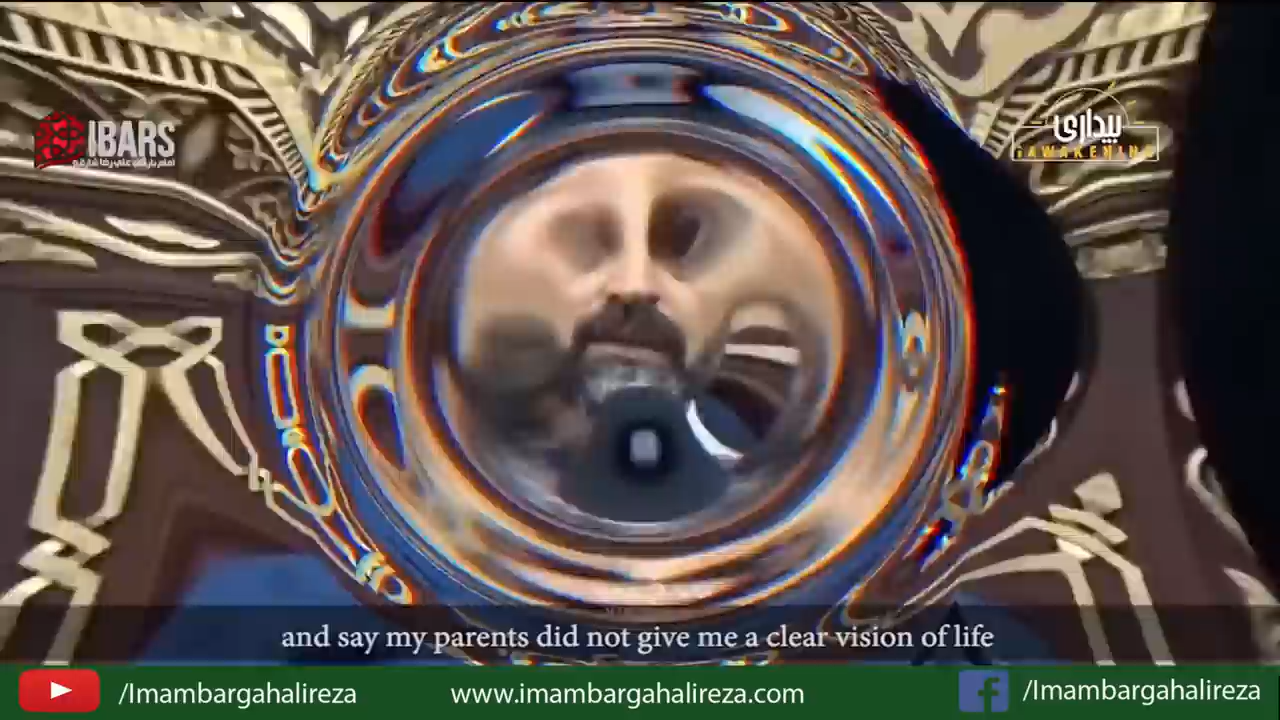 IBARS
بیداری
AWAKENING
and say my parents did not give me a clear vision of life
/Imambargahalireza
www.imambargahalireza.com
/Imambargahalireza